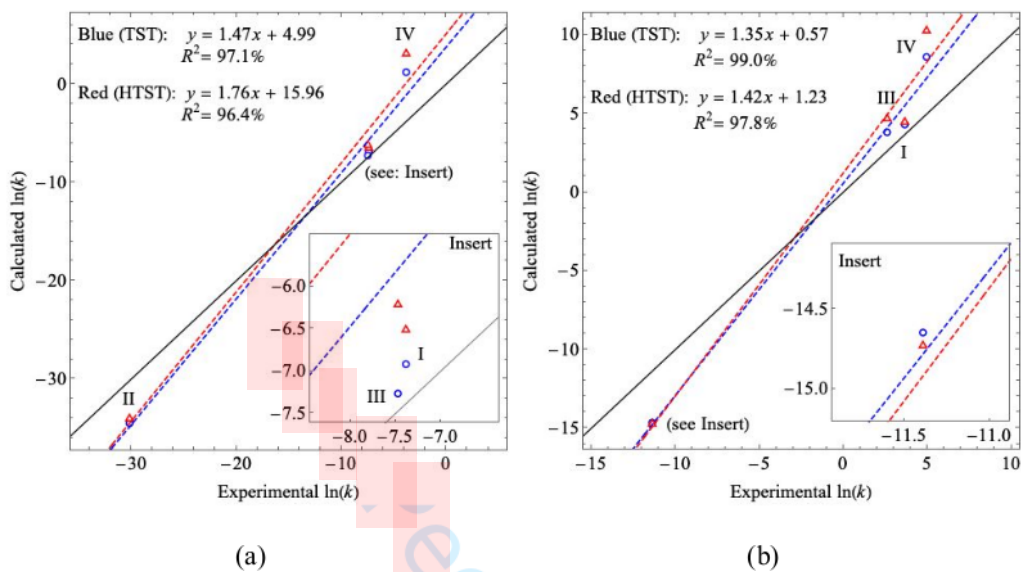 Blue (TST): y = 1.47x + 4.99
R² = 97.1%
Red (HTST): y = 1.76x + 15.96
R² = 96.4%
IV
(see: Insert)
Insert
I
III
II
0
−10
−20
−30
−6.0
−6.5
−7.0
−7.5
−8.0 −7.5 −7.0
−30 −20 −10 0
Calculated ln(k)
Experimental ln(k)
(a)
Blue (TST): y = 1.35x + 0.57
R² = 99.0%
Red (HTST): y = 1.42x + 1.23
R² = 97.8%
IV
III
I
Insert
(see Insert)
10
5
0
−5
−10
−15
−14.5
−15.0
−11.5 −11.0
−15 −10 −5 0 5 10
Calculated ln(k)
Experimental ln(k)
(b)